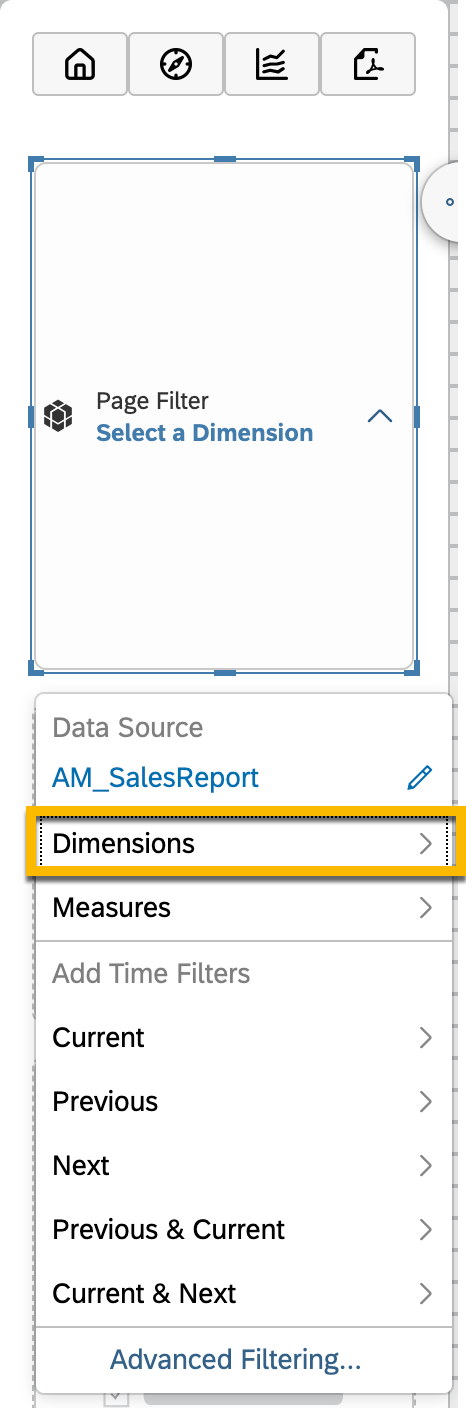 Page Filter
Select a Dimension
Data Source
AM_SalesReport
Dimensions
Measures
Add Time Filters
Current
Previous
Next
Previous & Current
Current & Next
Advanced Filtering...